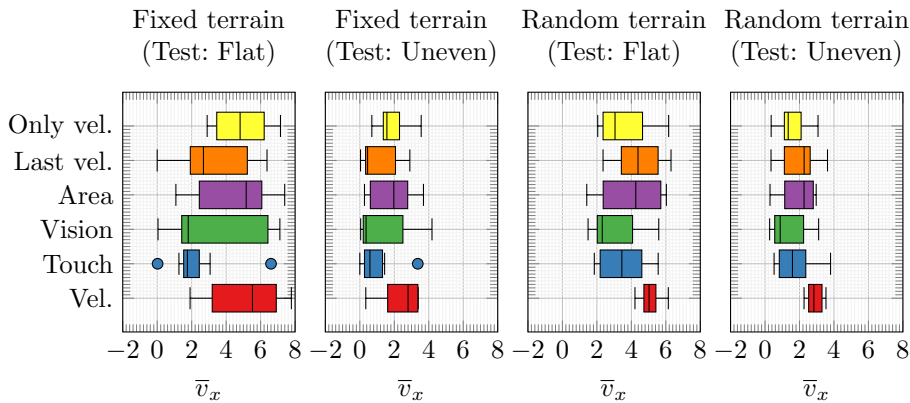 Fixed terrain
(Test: Flat)
Fixed terrain
(Test: Uneven)
Random terrain
(Test: Flat)
Random terrain
(Test: Uneven)
Only vel.
Last vel.
Area
Vision
Touch
Vel.
−2 0 2 4 6 8
−2 0 2 4 6 8
−2 0 2 4 6 8
−2 0 2 4 6 8
v̅ₓ
v̅ₓ
v̅ₓ
v̅ₓ